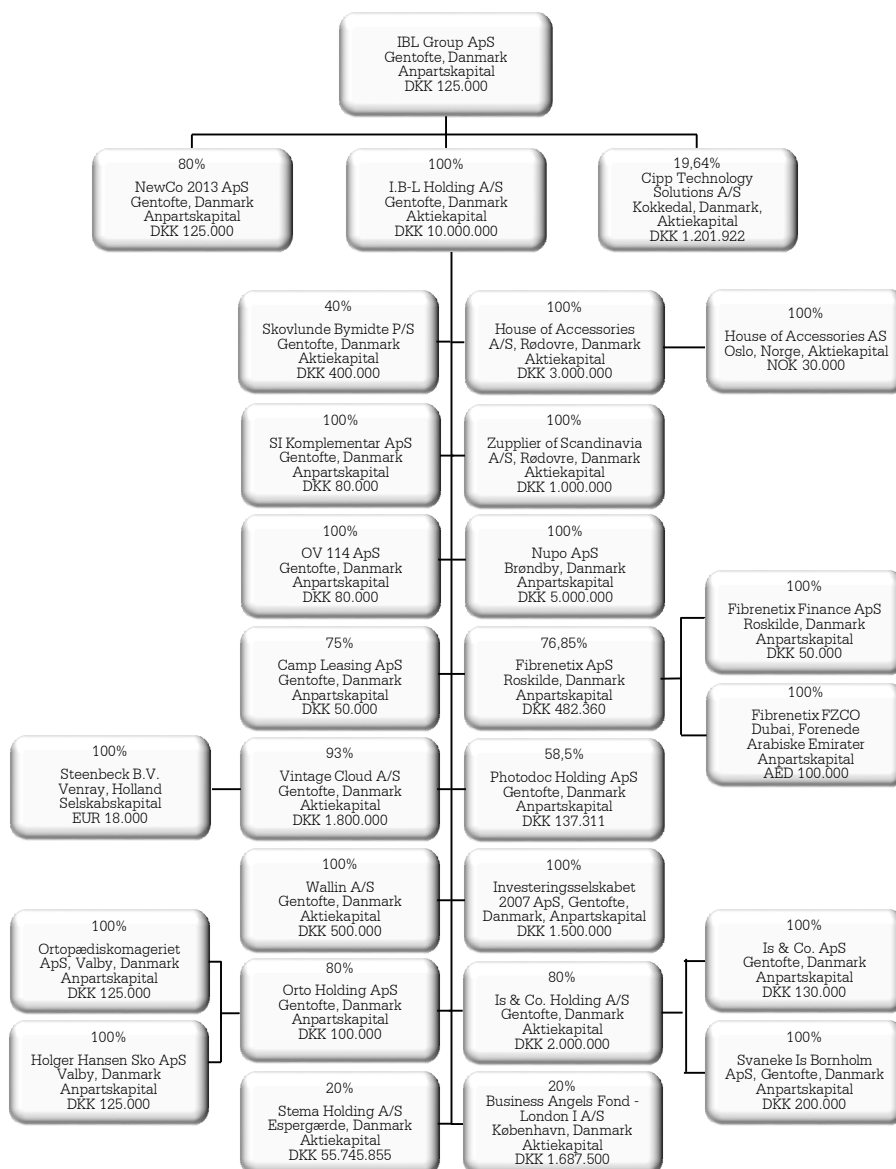 IBL Group ApS
Gentofte, Danmark
Anpartskapital
DKK 125.000
80%
NewCo 2013 ApS
Gentofte, Danmark
Anpartskapital
DKK 125.000
100%
I.B-L Holding A/S
Gentofte, Danmark
Aktiekapital
DKK 10.000.000
19,64%
Cipp Technology
Solutions A/S
Kokkedal, Danmark,
Aktiekapital
DKK 1.201.922
40%
Skovlunde Bymidte P/S
Gentofte, Danmark
Aktiekapital
DKK 400.000
100%
House of Accessories
A/S, Rødovre, Danmark
Aktiekapital
DKK 3.000.000
100%
House of Accessories AS
Oslo, Norge, Aktiekapital
NOK 30.000
100%
SI Komplementar ApS
Gentofte, Danmark
Anpartskapital
DKK 80.000
100%
Zupplier of Scandinavia
A/S, Rødovre, Danmark
Aktiekapital
DKK 1.000.000
100%
OV 114 ApS
Gentofte, Danmark
Anpartskapital
DKK 80.000
100%
Nupo ApS
Brøndby, Danmark
Anpartskapital
DKK 5.000.000
100%
Fibrenetix Finance ApS
Roskilde, Danmark
Anpartskapital
DKK 50.000
75%
Camp Leasing ApS
Gentofte, Danmark
Anpartskapital
DKK 50.000
76,85%
Fibrenetix ApS
Roskilde, Danmark
Anpartskapital
DKK 482.360
100%
Fibrenetix FZCO
Dubai, Forenede
Arabiske Emirater
Anpartskapital
AED 100.000
100%
Steenbeck B.V.
Venray, Holland
Selskabskapital
EUR 18.000
93%
Vintage Cloud A/S
Gentofte, Danmark
Aktiekapital
DKK 1.800.000
58,5%
Photodoc Holding ApS
Gentofte, Danmark
Anpartskapital
DKK 137.311
100%
Wallin A/S
Gentofte, Danmark
Aktiekapital
DKK 500.000
100%
Investeringsselskabet
2007 ApS, Gentofte,
Danmark, Anpartskapital
DKK 1.500.000
100%
Ortopædiskomageriet
ApS, Valby, Danmark
Anpartskapital
DKK 125.000
100%
Is & Co. ApS
Gentofte, Danmark
Anpartskapital
DKK 130.000
80%
Orto Holding ApS
Gentofte, Danmark
Anpartskapital
DKK 100.000
80%
Is & Co. Holding A/S
Gentofte, Danmark
Aktiekapital
DKK 2.000.000
100%
Holger Hansen Sko ApS
Valby, Danmark
Anpartskapital
DKK 125.000
100%
Svaneke Is Bornholm
ApS, Gentofte, Danmark
Anpartskapital
DKK 200.000
20%
Stema Holding A/S
Espergærde, Danmark
Aktiekapital
DKK 55.745.855
20%
Business Angels Fond -
London I A/S
København, Danmark
Aktiekapital
DKK 1.687.500